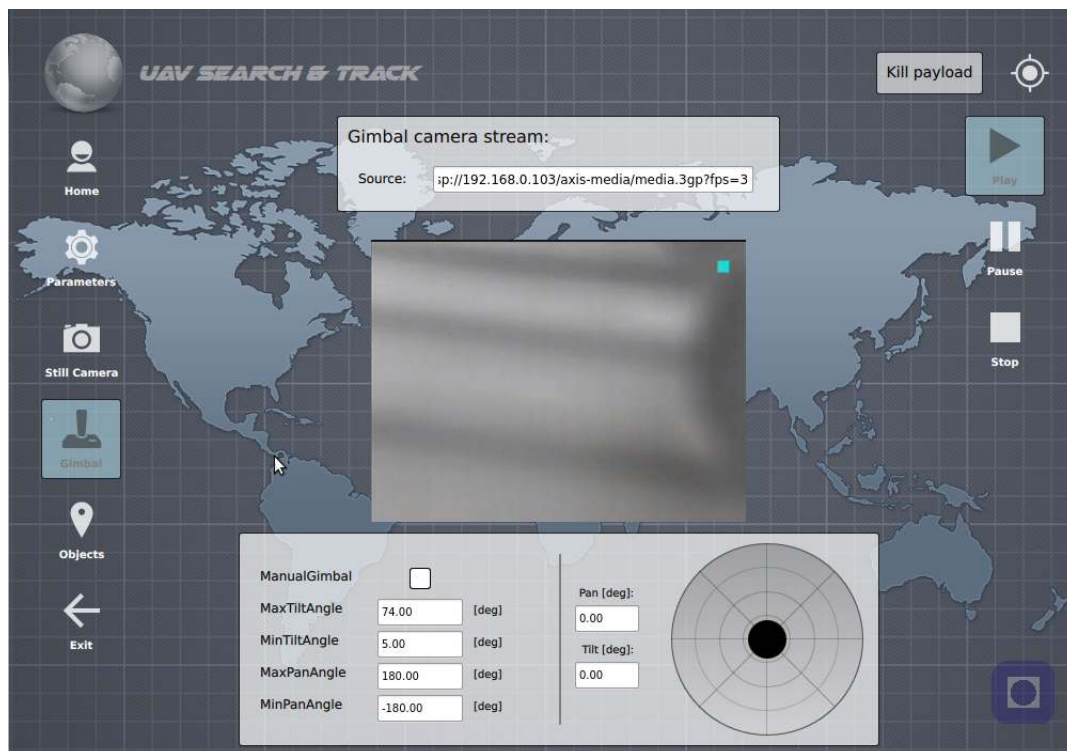 UAV SEARCH & TRACK
Kill payload
Gimbal camera stream:
Source:
sp://192.168.0.103/axis-media/media.3gp?fps=3
Home
Parameters
Still Camera
Gimbal
Objects
Exit
Play
Pause
Stop
ManualGimbal
MaxTiltAngle 74.00 [deg]
MinTiltAngle 5.00 [deg]
MaxPanAngle 180.00 [deg]
MinPanAngle -180.00 [deg]
Pan [deg]:
0.00
Tilt [deg]:
0.00